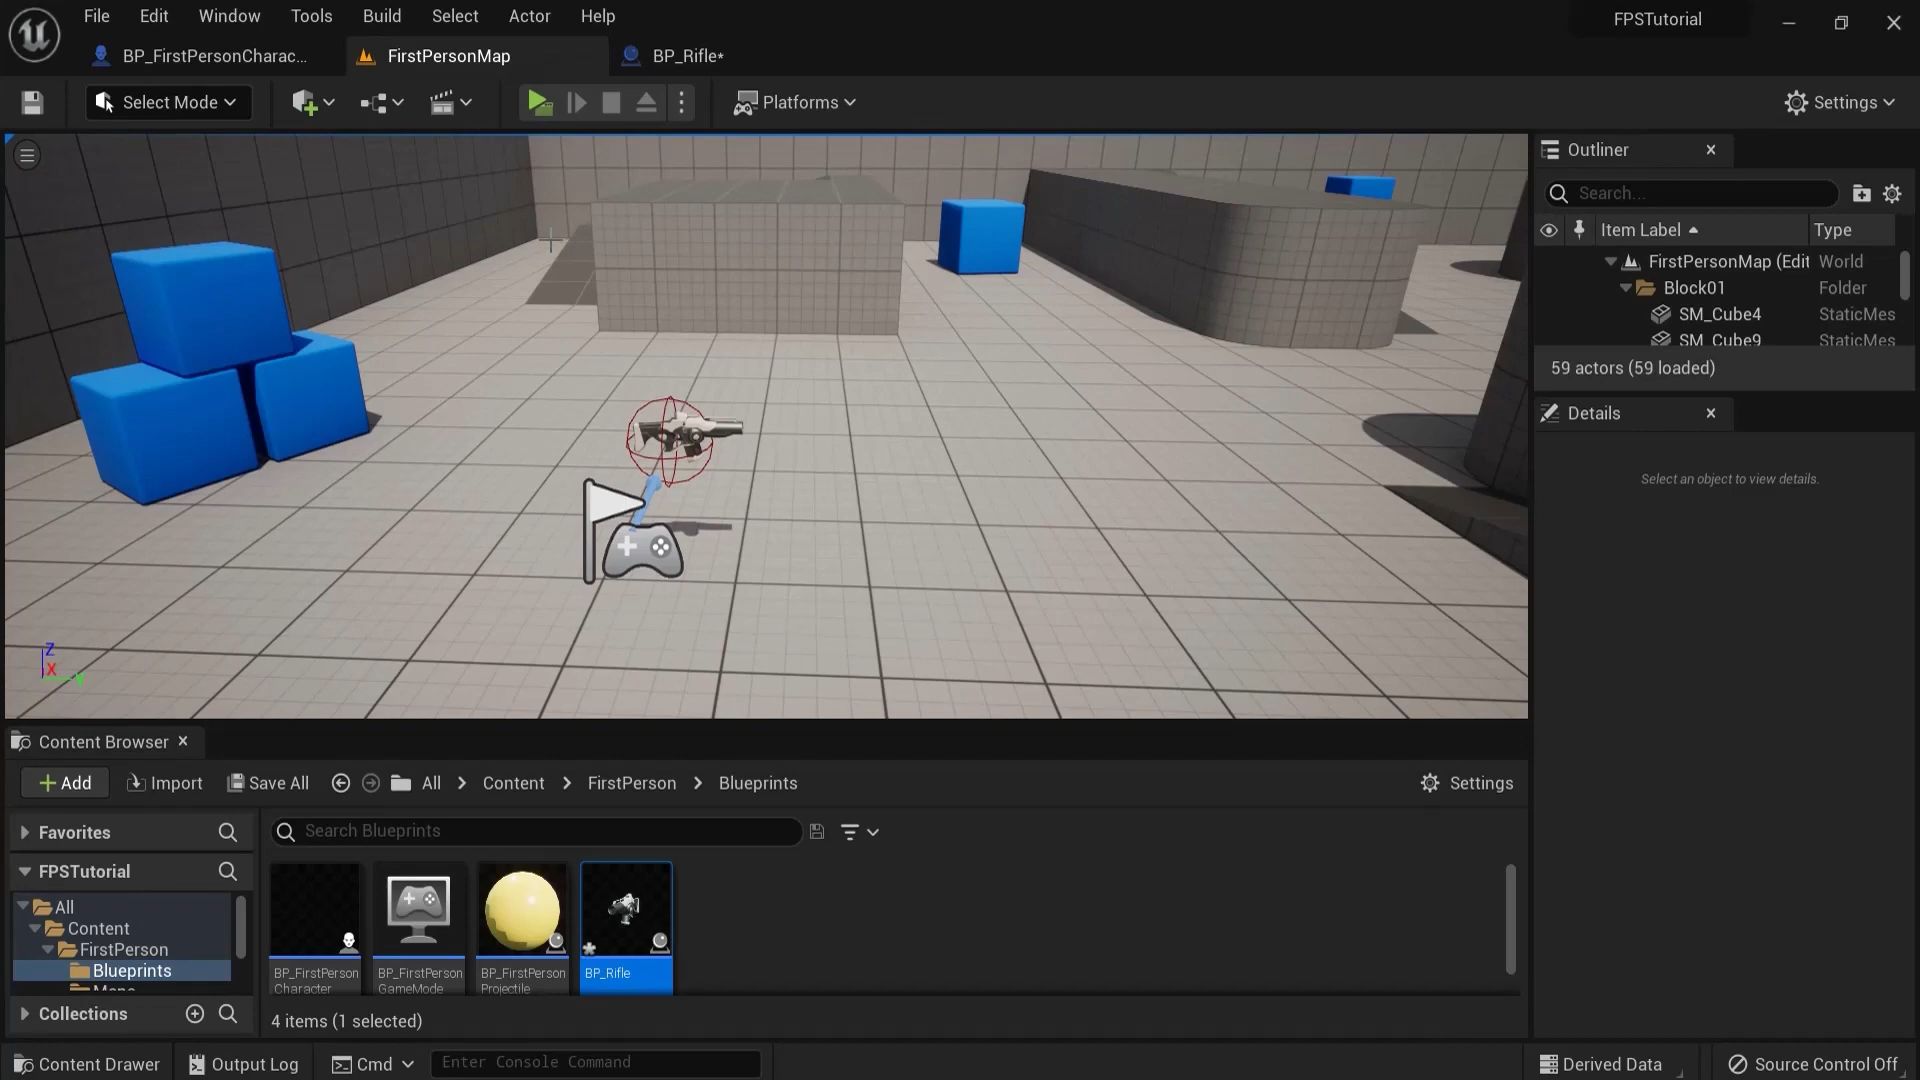 File Edit Window Tools Build Select Actor Help
FPSTutorial
BP_FirstPersonCharac...
FirstPersonMap
BP_Rifle*
Select Mode
Platforms
Settings
Outliner
Search...
Item Label
Type
FirstPersonMap (Edit World
Block01 Folder
SM_Cube4 StaticMes
SM_Cube9 StaticMes
59 actors (59 loaded)
Details
Select an object to view details.
Z
X
Y
Content Browser
Add
Import
Save All
All > Content > FirstPerson > Blueprints
Settings
Favorites
Search Blueprints
FPSTutorial
All
Content
FirstPerson
Blueprints
BP_FirstPerson
Character
BP_FirstPerson
GameMode
BP_FirstPerson
Projectile
BP_Rifle
Collections
4 items (1 selected)
Content Drawer
Output Log
Cmd
Enter Console Command
Derived Data
Source Control Off